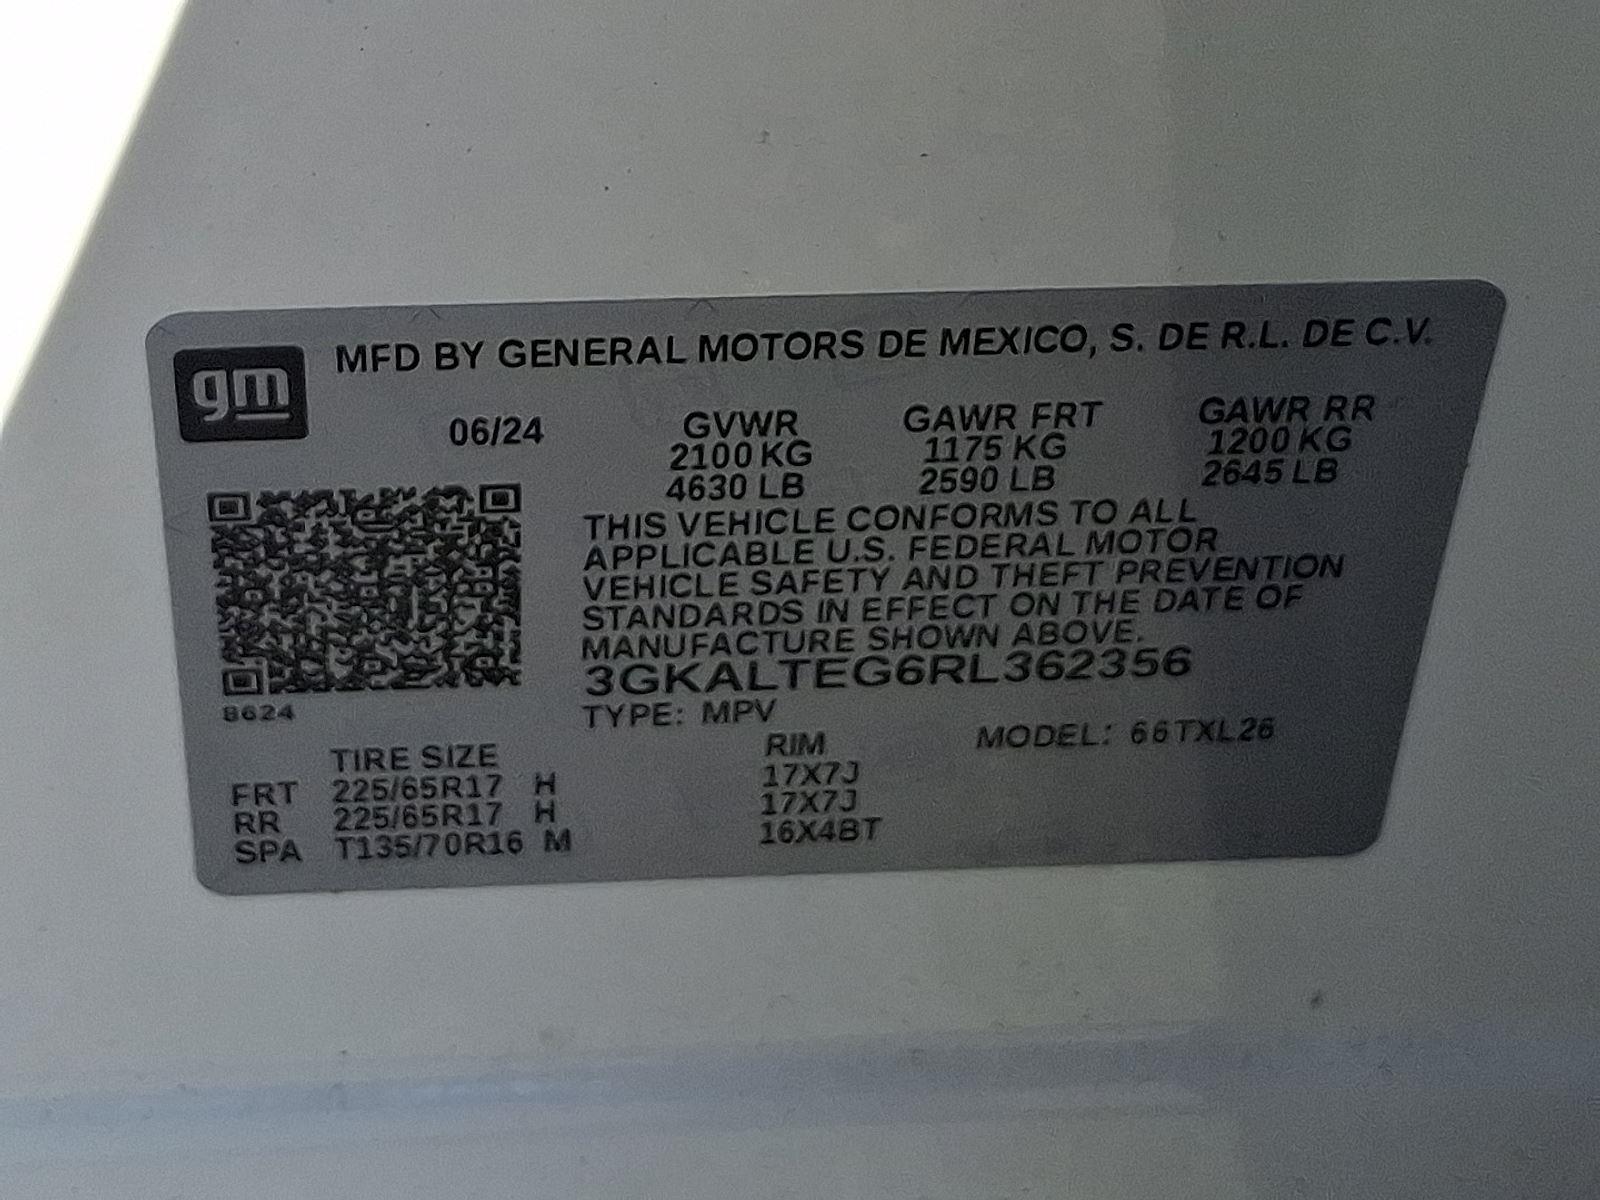 gm
MFD BY GENERAL MOTORS DE MEXICO, S. DE R.L. DE C.V.
06/24 GVWR GAWR FRT GAWR RR
2100 KG 1175 KG 1200 KG
4630 LB 2590 LB 2645 LB
THIS VEHICLE CONFORMS TO ALL
APPLICABLE U.S. FEDERAL MOTOR
VEHICLE SAFETY AND THEFT PREVENTION
STANDARDS IN EFFECT ON THE DATE OF
MANUFACTURE SHOWN ABOVE.
3GKALTEG6RL362356
8624
TYPE: MPV
MODEL: 66TXL26
TIRE SIZE RIM
FRT 225/65R17 H 17X7J
RR 225/65R17 H 17X7J
SPA T135/70R16 M 16X4BT